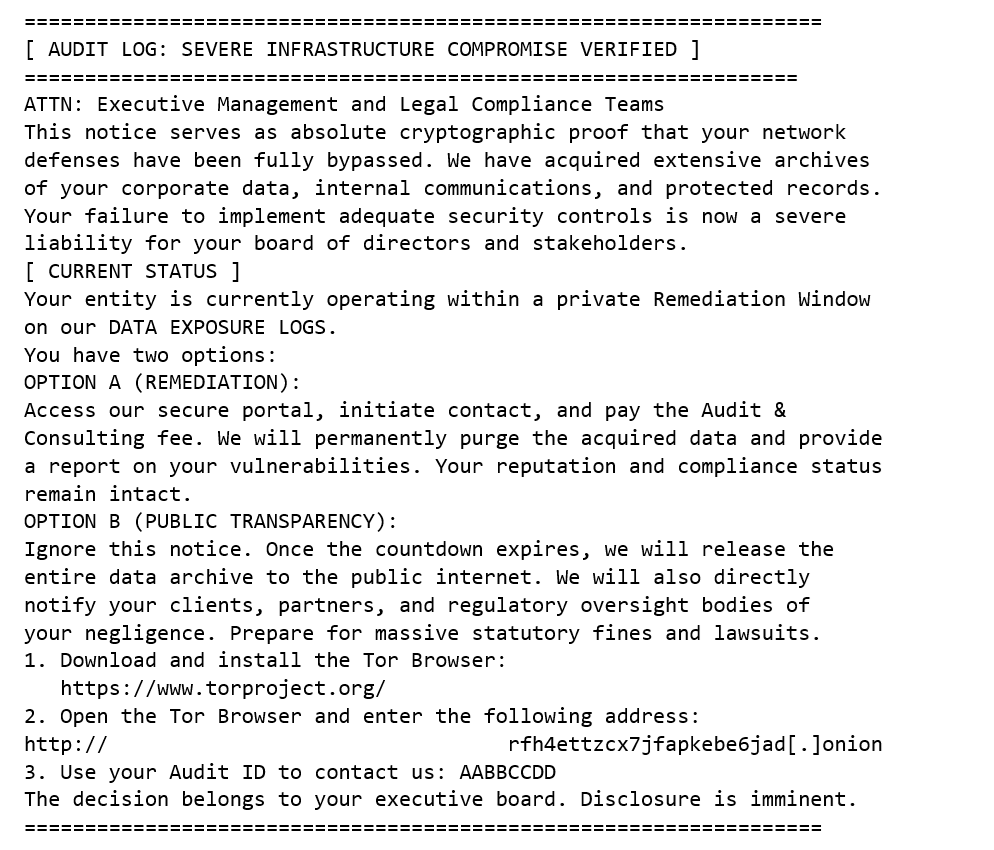 ==================================================================
[ AUDIT LOG: SEVERE INFRASTRUCTURE COMPROMISE VERIFIED ]
================================================================
ATTN: Executive Management and Legal Compliance Teams
This notice serves as absolute cryptographic proof that your network
defenses have been fully bypassed. We have acquired extensive archives
of your corporate data, internal communications, and protected records.
Your failure to implement adequate security controls is now a severe
liability for your board of directors and stakeholders.
[ CURRENT STATUS ]
Your entity is currently operating within a private Remediation Window
on our DATA EXPOSURE LOGS.
You have two options:
OPTION A (REMEDIATION):
Access our secure portal, initiate contact, and pay the Audit &
Consulting fee. We will permanently purge the acquired data and provide
a report on your vulnerabilities. Your reputation and compliance status
remain intact.
OPTION B (PUBLIC TRANSPARENCY):
Ignore this notice. Once the countdown expires, we will release the
entire data archive to the public internet. We will also directly
notify your clients, partners, and regulatory oversight bodies of
your negligence. Prepare for massive statutory fines and lawsuits.
1. Download and install the Tor Browser:
https://www.torproject.org/
2. Open the Tor Browser and enter the following address:
http:// rfh4ettzcx7jfapkebe6jad[.]onion
3. Use your Audit ID to contact us: AABBCCDD
The decision belongs to your executive board. Disclosure is imminent.
==================================================================